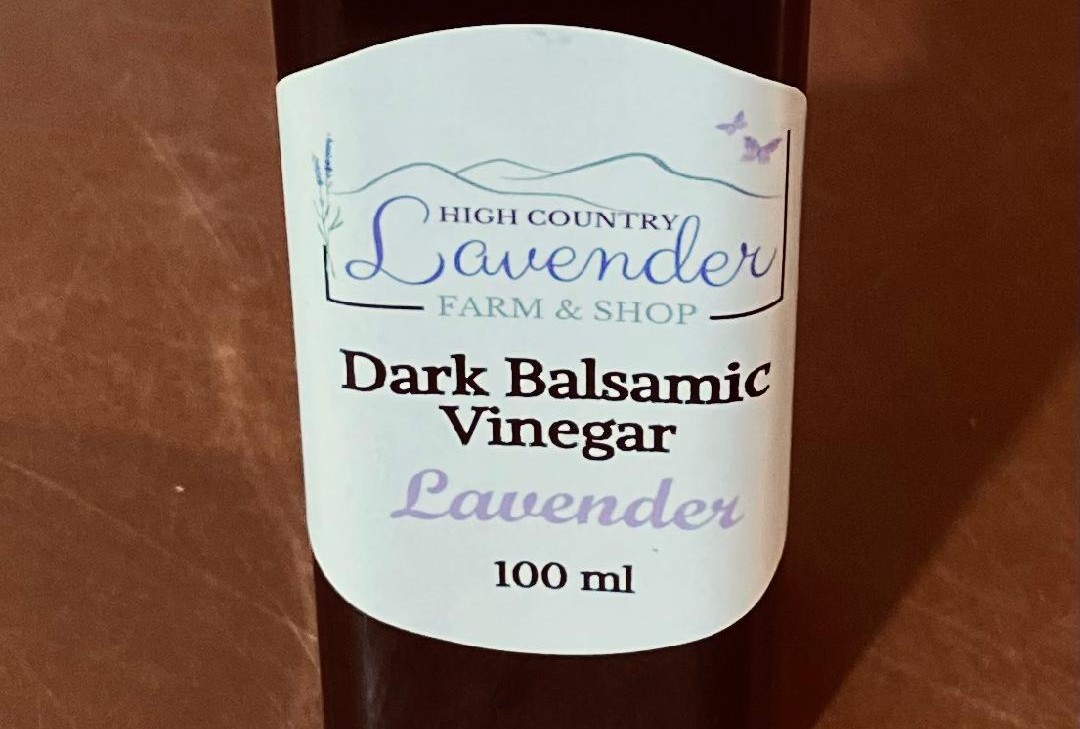 HIGH COUNTRY
Lavender
FARM & SHOP
Dark Balsamic
Vinegar
Lavender
100 ml